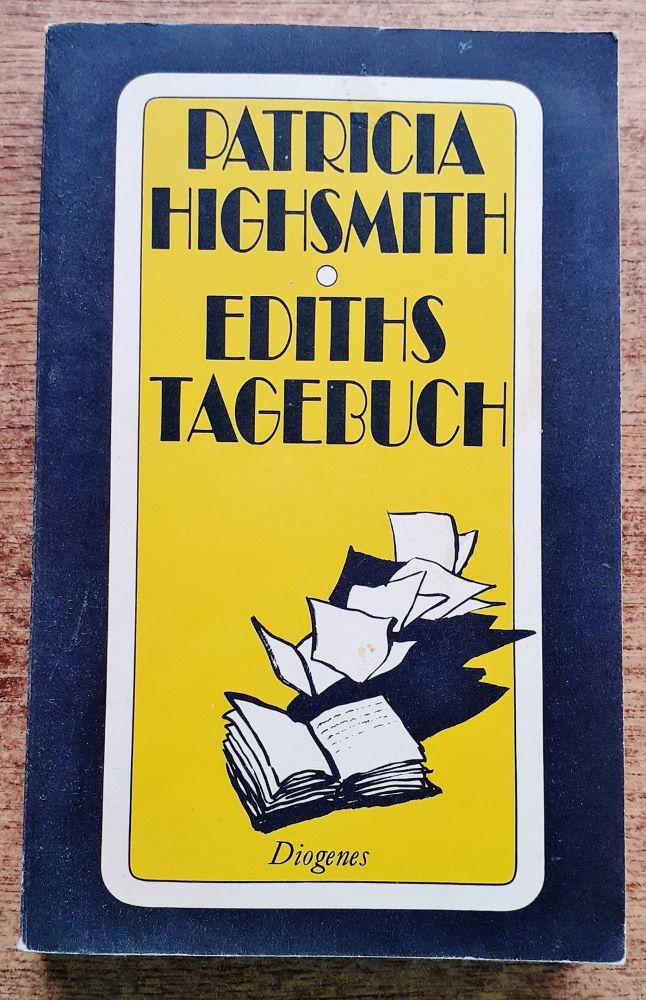 PATRICIA
HIGHSMITH
EDITHS
TAGEBUCH
Diogenes